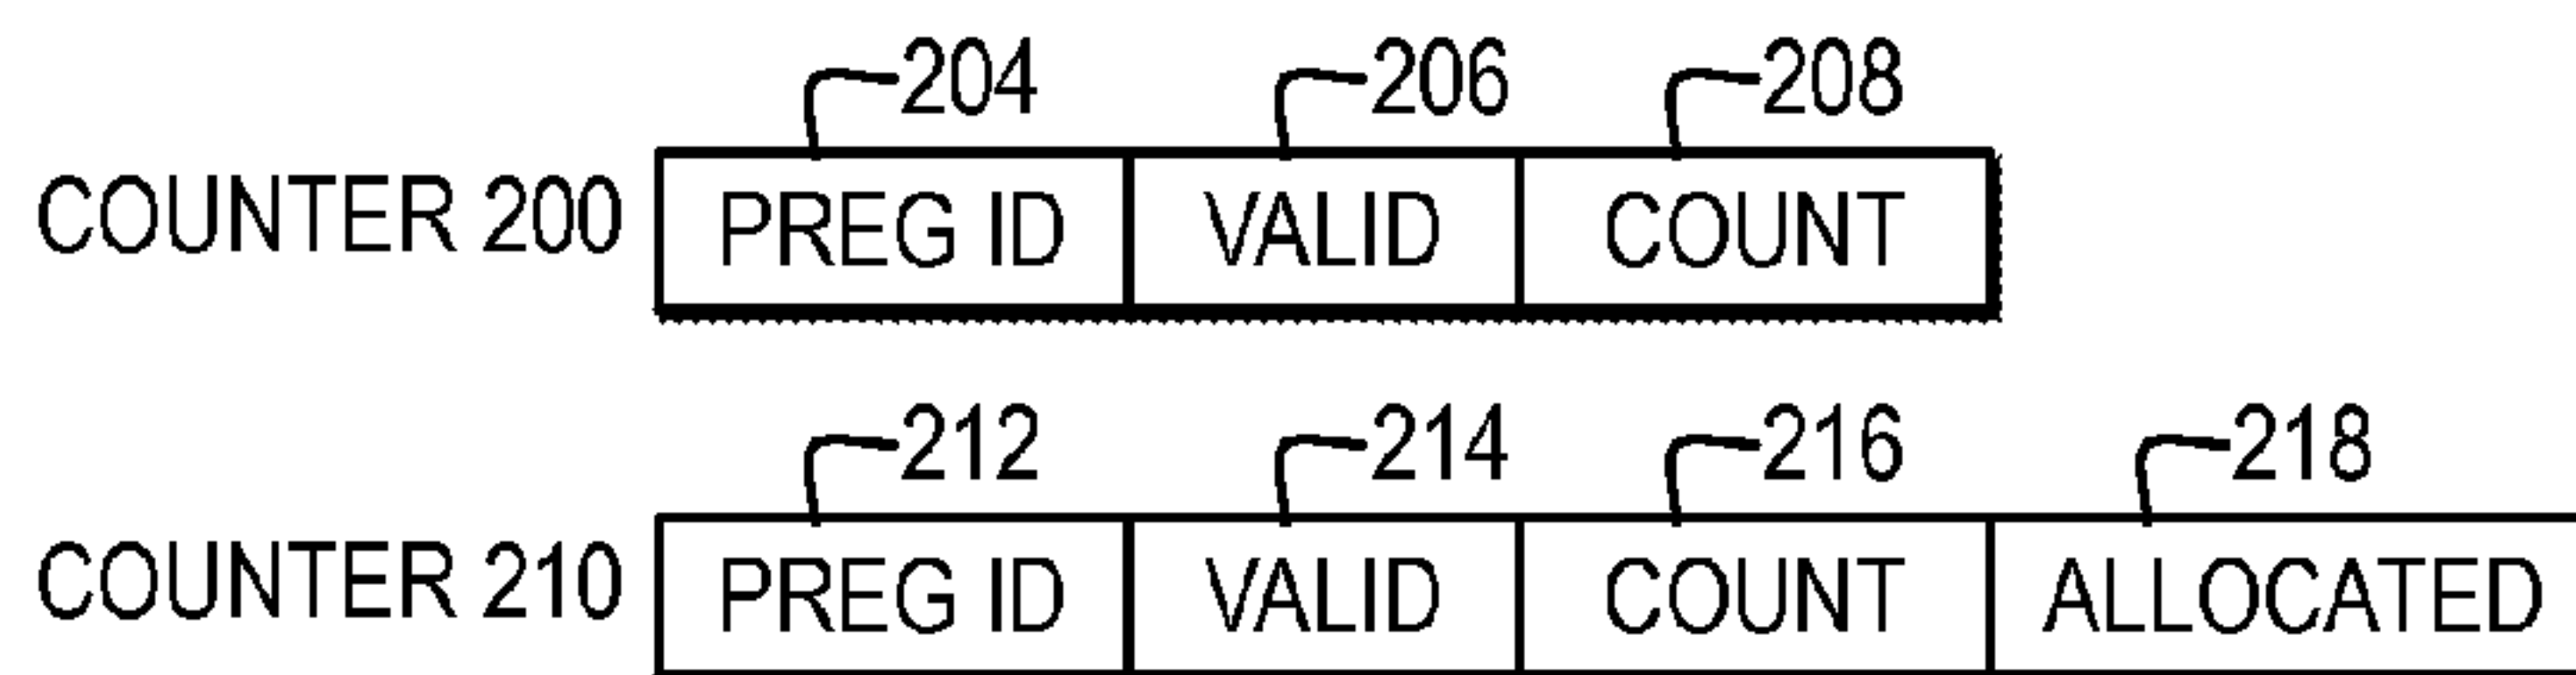 204 206 208
COUNTER 200 PREG ID VALID COUNT
212 214 216 218
COUNTER 210 PREG ID VALID COUNT ALLOCATED